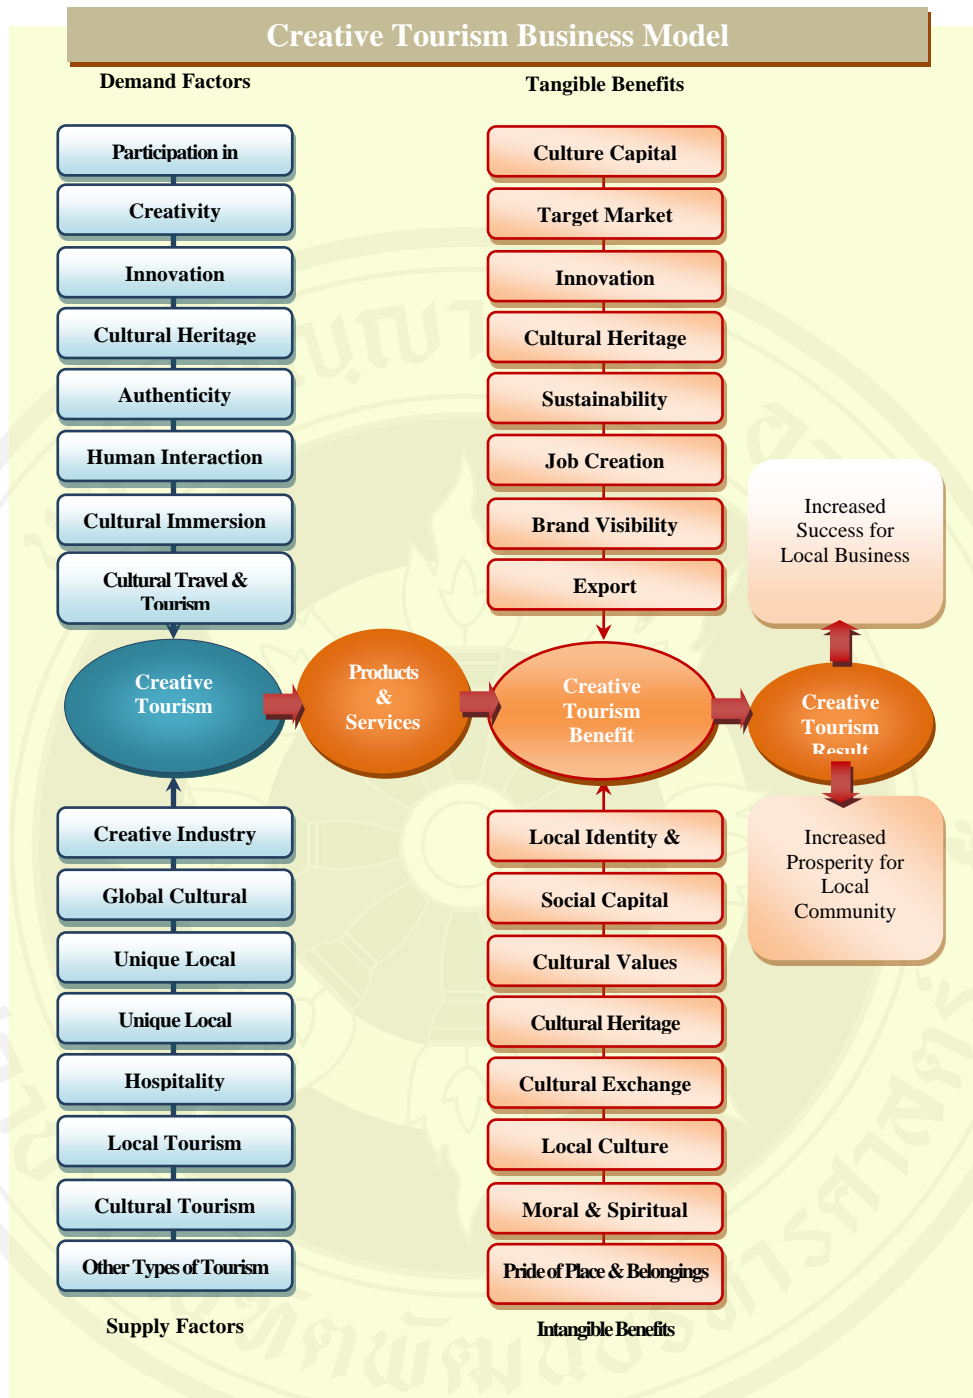 Creative Tourism Business Model
Demand Factors
Participation in
Creativity
Innovation
Cultural Heritage
Authenticity
Human Interaction
Cultural Immersion
Cultural Travel &
Tourism
Creative
Tourism
Creative Industry
Global Cultural
Unique Local
Unique Local
Hospitality
Local Tourism
Cultural Tourism
Other Types of Tourism
Supply Factors
Products
&
Services
Tangible Benefits
Culture Capital
Target Market
Innovation
Cultural Heritage
Sustainability
Job Creation
Brand Visibility
Export
Creative
Tourism
Benefit
Local Identity &
Social Capital
Cultural Values
Cultural Heritage
Cultural Exchange
Local Culture
Moral & Spiritual
Pride of Place & Belongings
Intangible Benefits
Increased
Success for
Local Business
Creative
Tourism
Result
Increased
Prosperity for
Local
Community